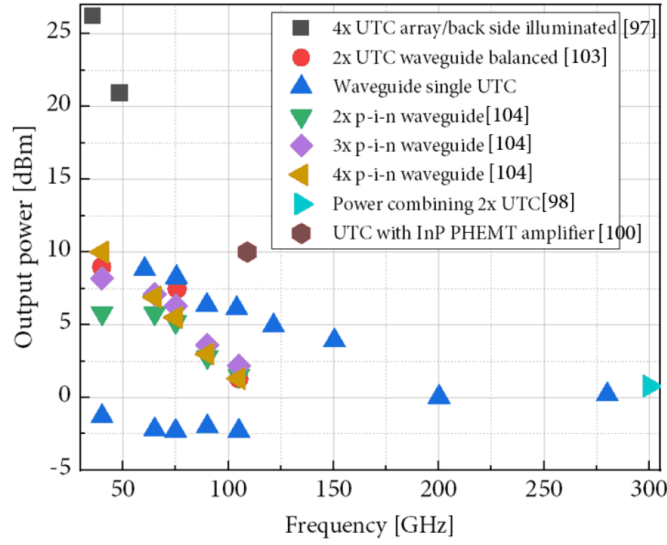 4x UTC array/back side illuminated [97]
2x UTC waveguide balanced [103]
Waveguide single UTC
2x p-i-n waveguide[104]
3x p-i-n waveguide [104]
4x p-i-n waveguide [104]
Power combining 2x UTC[98]
UTC with InP PHEMT amplifier [100]
Output power [dBm]
25
20
15
10
5
0
-5
50
100
150
200
250
300
Frequency [GHz]